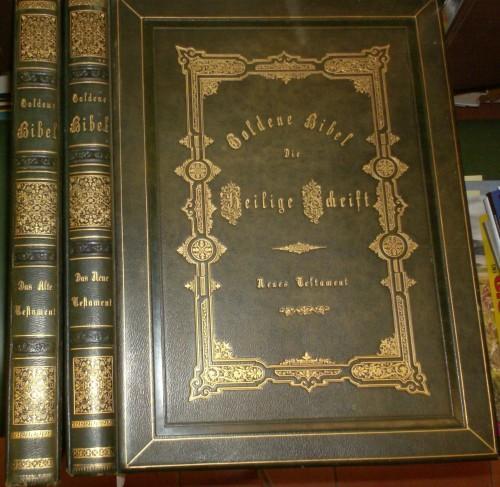 Goldene
Bibel
Das Alte
Testament
Goldene
Bibel
Das Neue
Testament
Goldene Bibel
Die
Heilige Schrift
Neues Testament